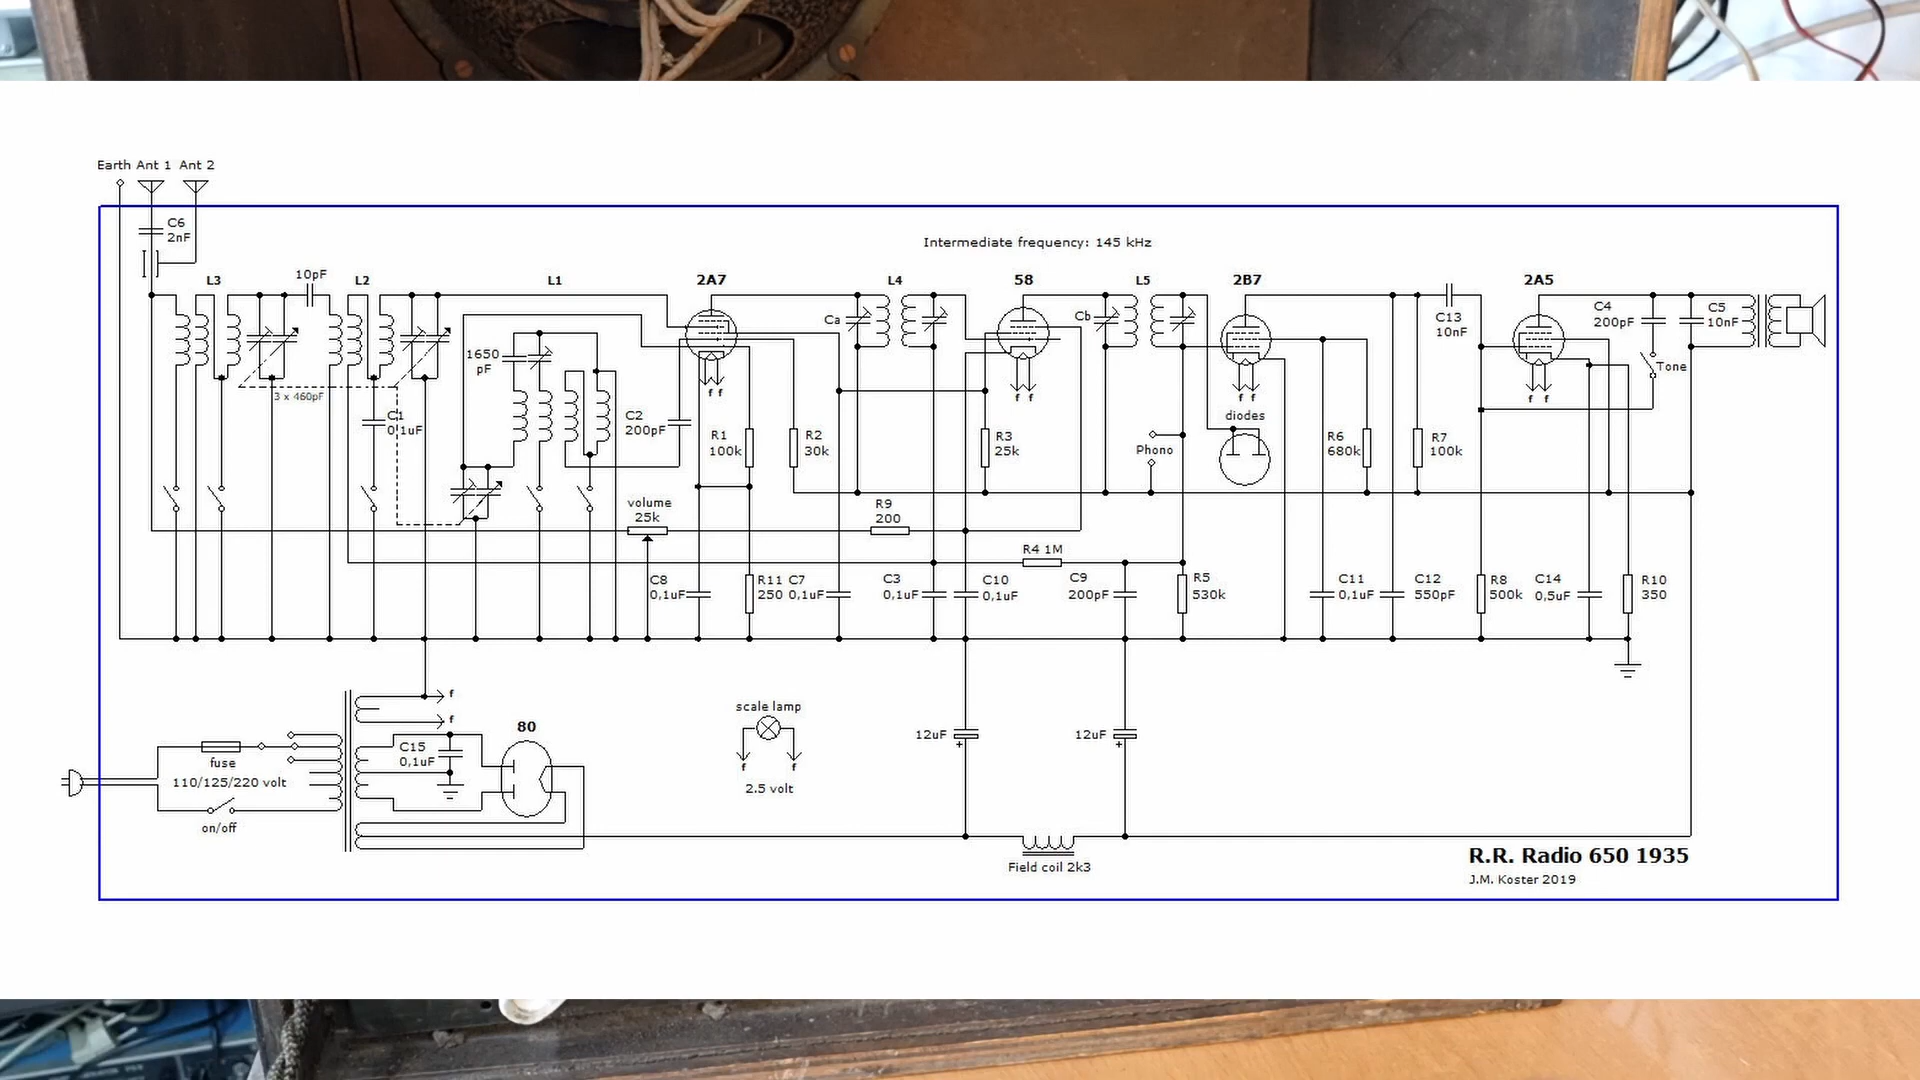 Earth Ant 1 Ant 2
C6
2nF
Intermediate frequency: 145 kHz
L3
10pF
L2
L1
2A7
L4
58
L5
2B7
2A5
Ca
Cb
C13
10nF
C4
200pF
C5
10nF
1650
pF
Tone
3 x 460pF
f f
f f
f f
f f
C1
0,1uF
C2
200pF
R1
100k
R2
30k
R3
25k
Phono
diodes
R6
680k
R7
100k
volume
25k
R9
200
R4 1M
C8
0,1uF
R11
250
C7
0,1uF
C3
0,1uF
C10
0,1uF
C9
200pF
R5
530k
C11
0,1uF
C12
550pF
R8
500k
C14
0,5uF
R10
350
f
f
80
C15
0,1uF
fuse
110/125/220 volt
on/off
scale lamp
f f
2.5 volt
12uF
+
12uF
+
Field coil 2k3
R.R. Radio 650 1935
J.M. Koster 2019